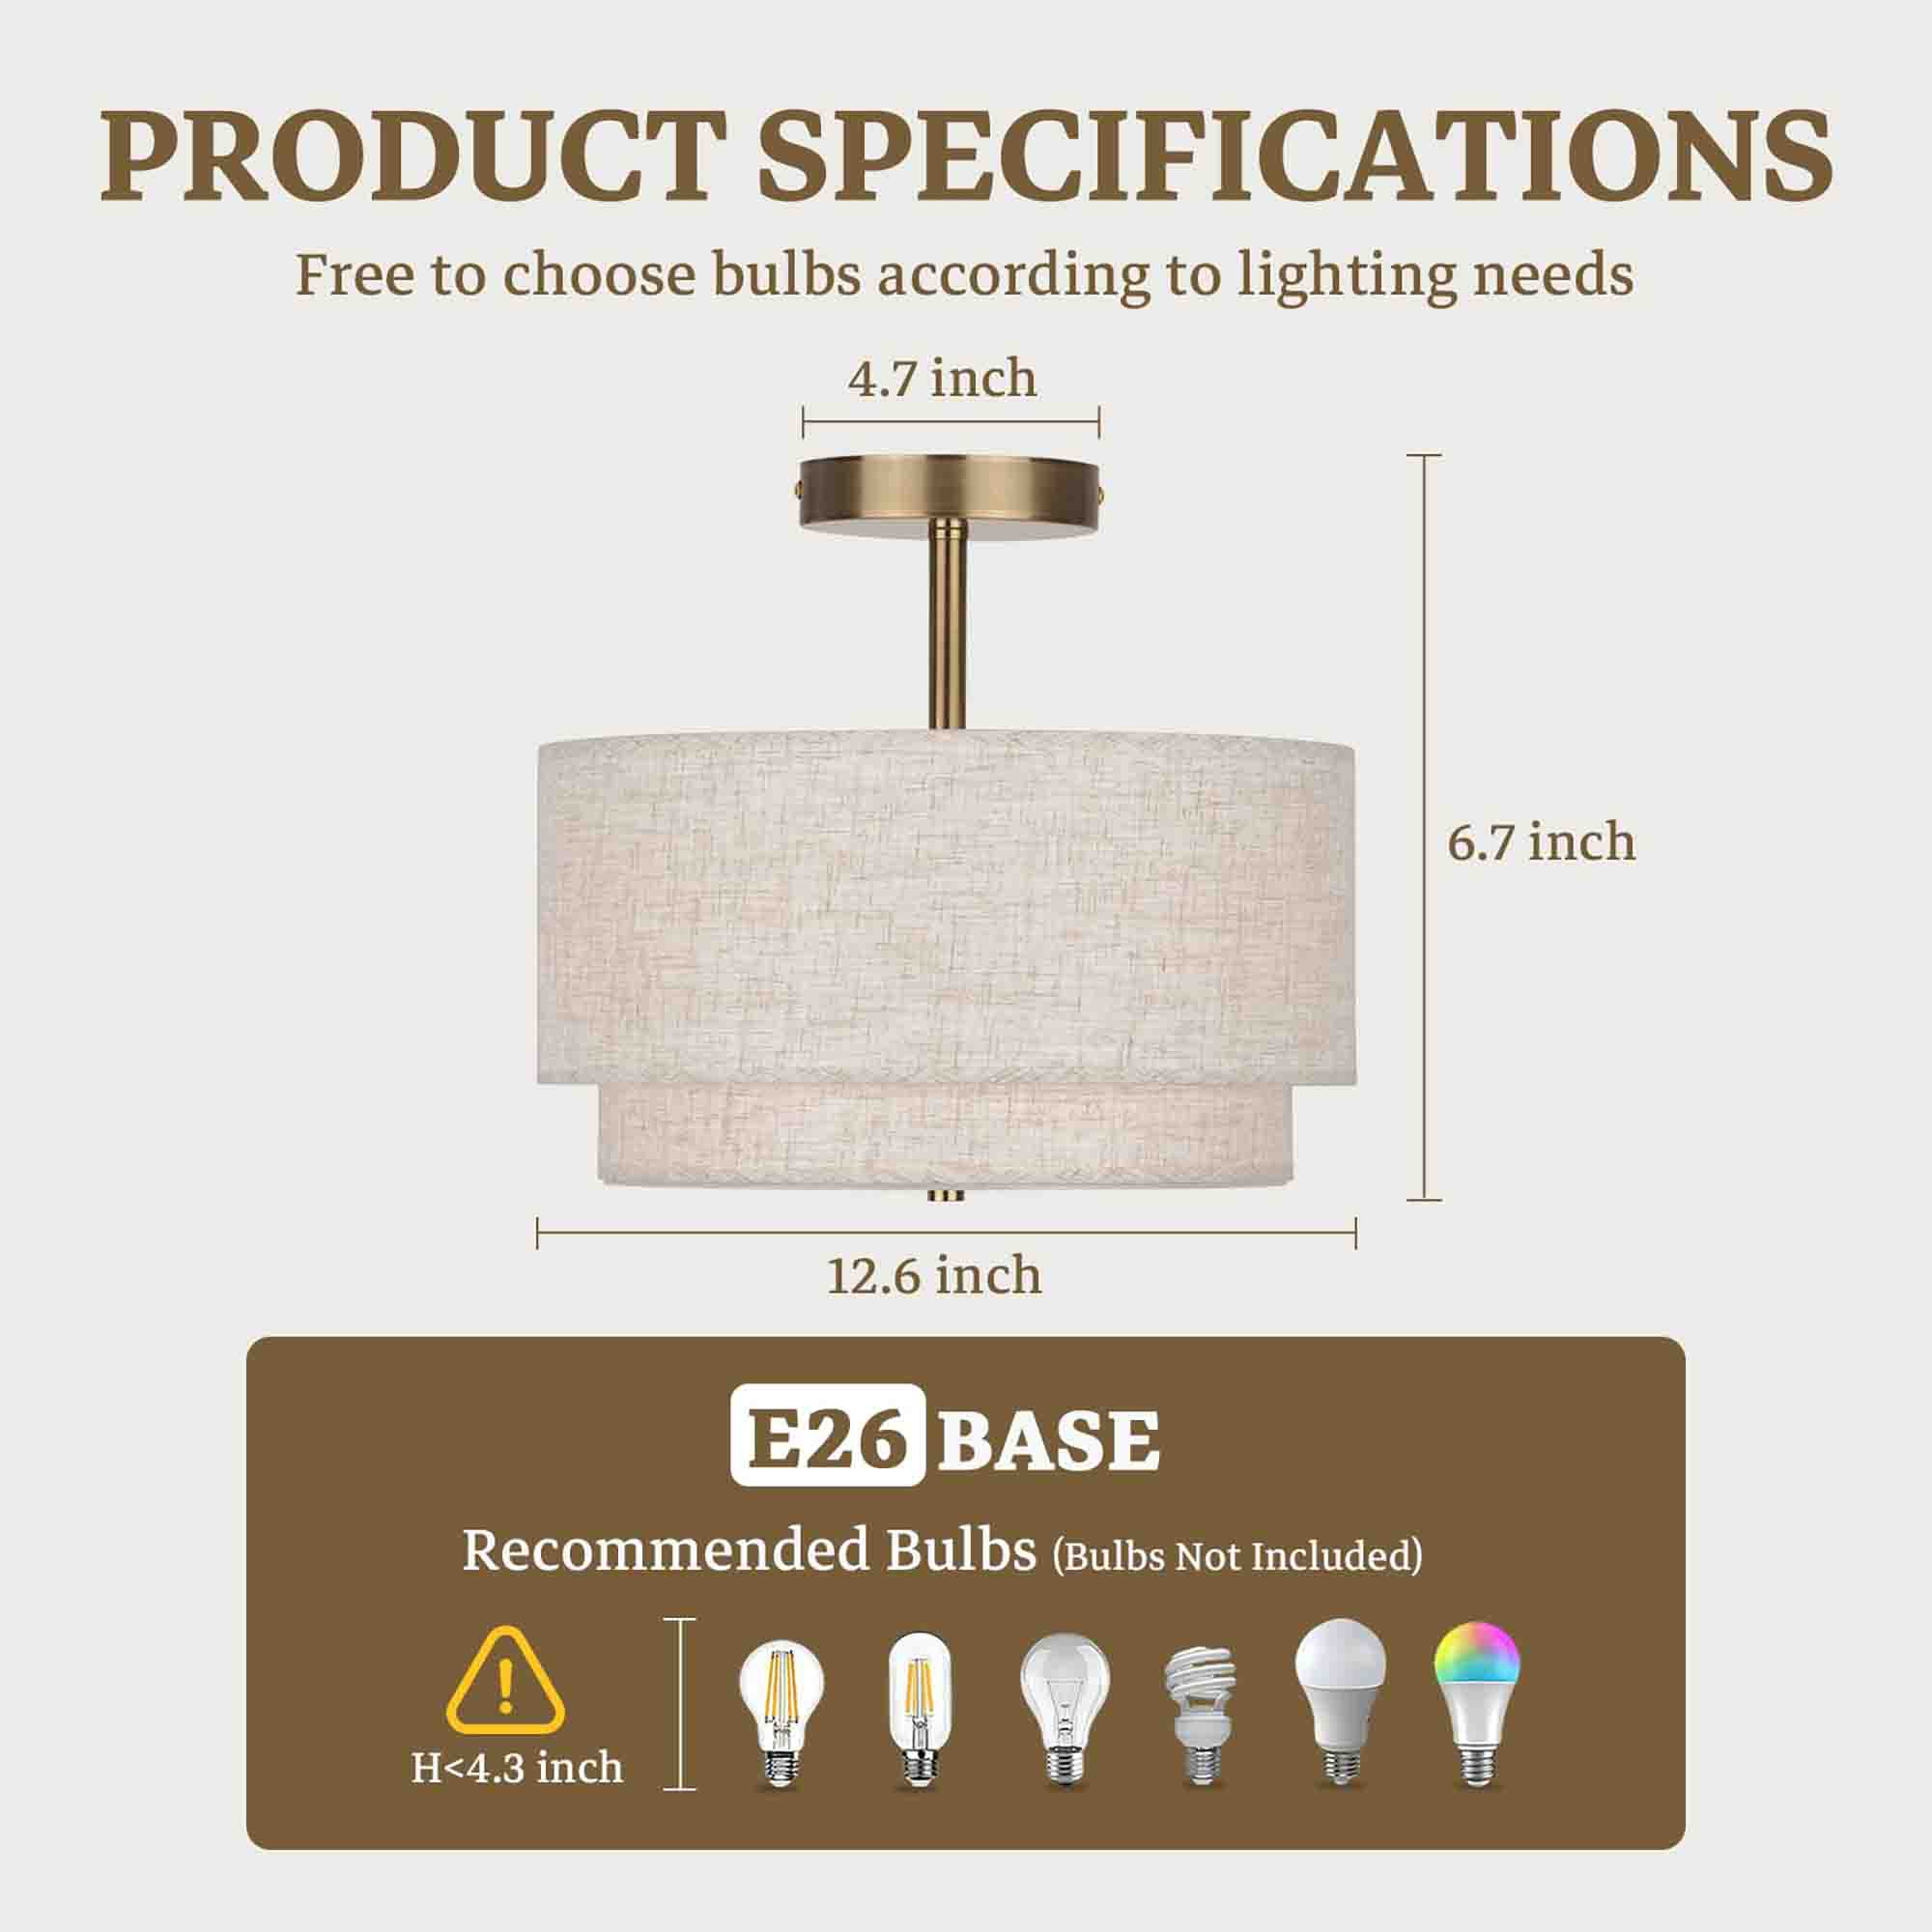 PRODUCT SPECIFICATIONS
Free to choose bulbs according to lighting needs
4.7 inch
6.7 inch
12.6 inch
E26 BASE
Recommended Bulbs (Bulbs Not Included)
H<4.3 inch